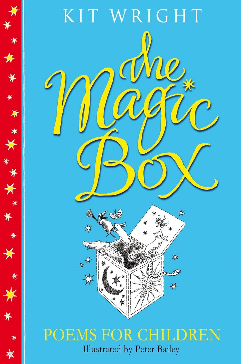 KIT WRIGHT
the
Magic
Box
POEMS FOR CHILDREN
Illustrated by Peter Bailey